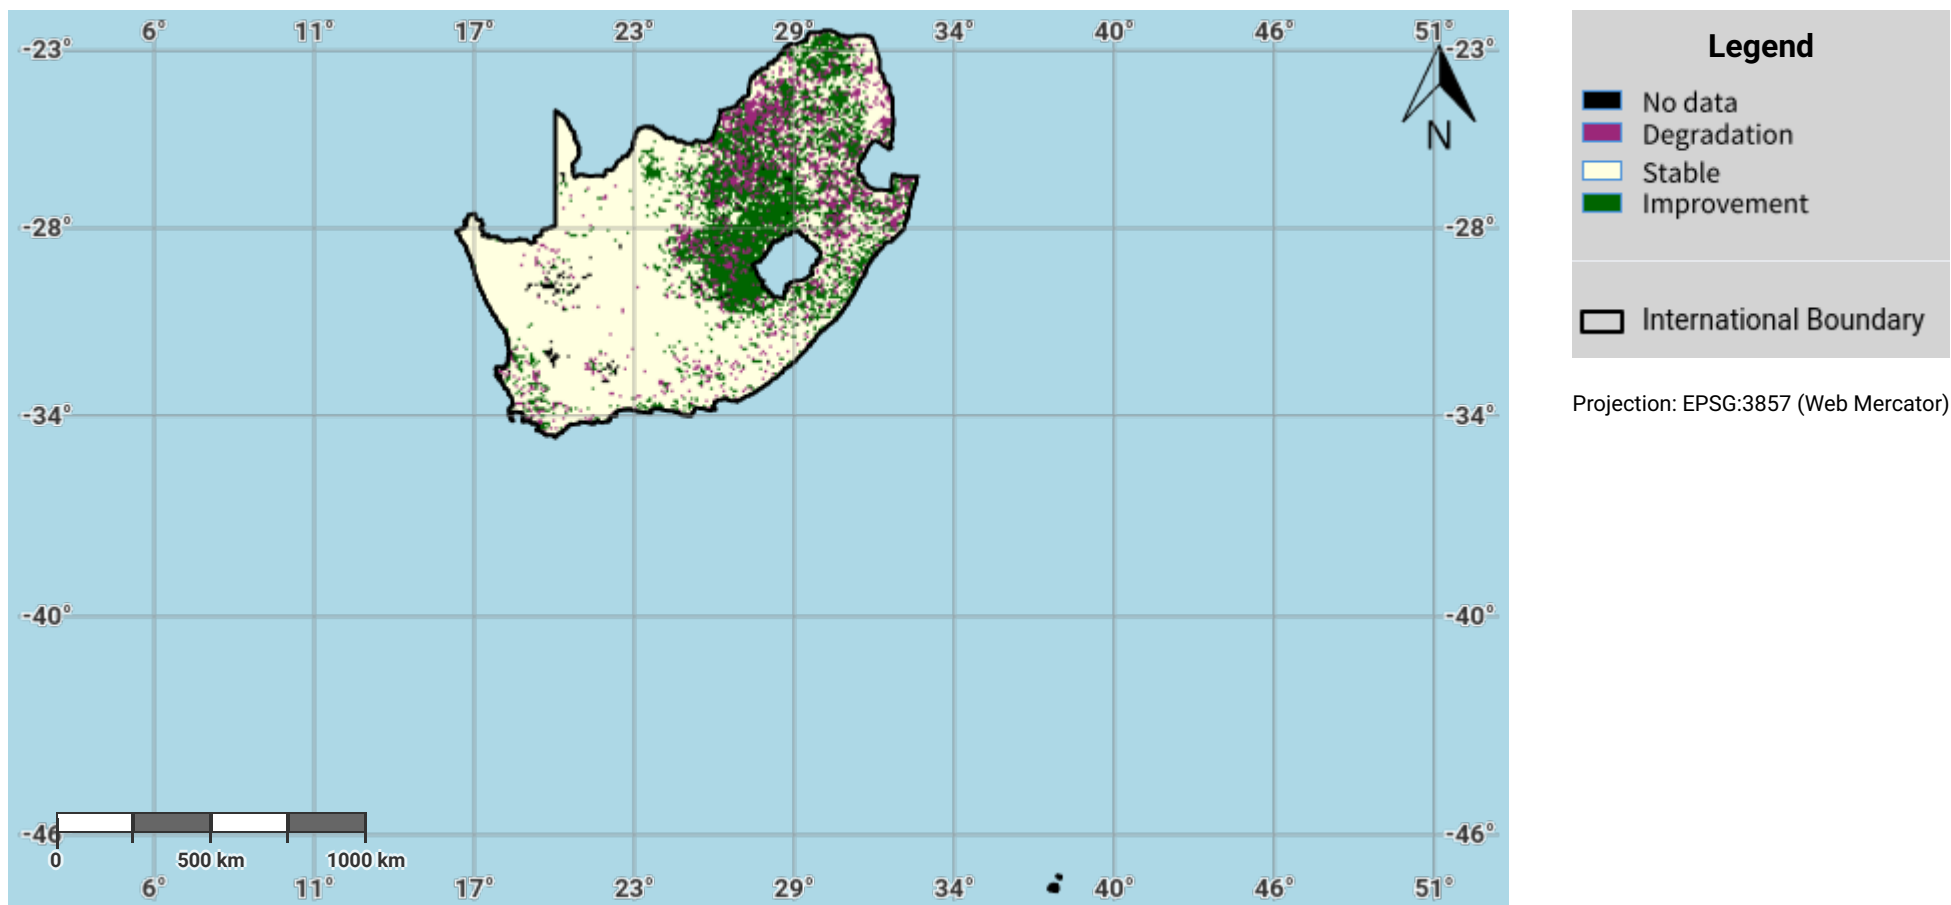 6° 11° 17° 23° 29° 34° 40° 46° 51°
-23° -23°
N
-28° -28°
-34° -34°
-40° -40°
-46 -46°
0 500 km 1000 km
6° 11° 17° 23° 29° 34° 40° 46° 51°
Legend
No data
Degradation
Stable
Improvement
International Boundary
Projection: EPSG:3857 (Web Mercator)